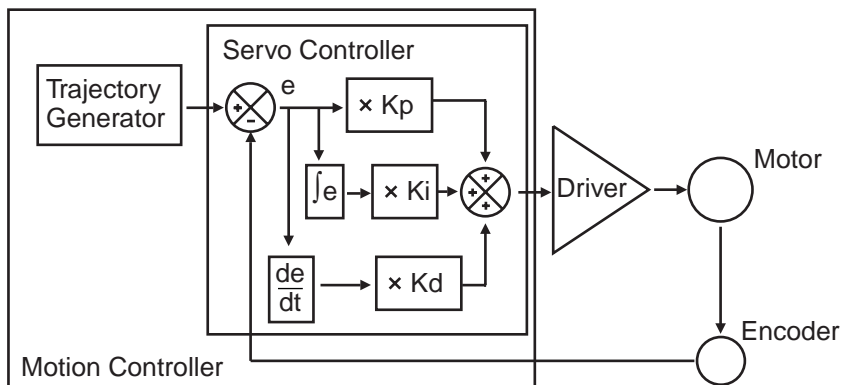 Servo Controller
Trajectory
Generator
+
-
e
× Kp
∫e
× Ki
+
+
+
de
dt
× Kd
Driver
Motor
Encoder
Motion Controller